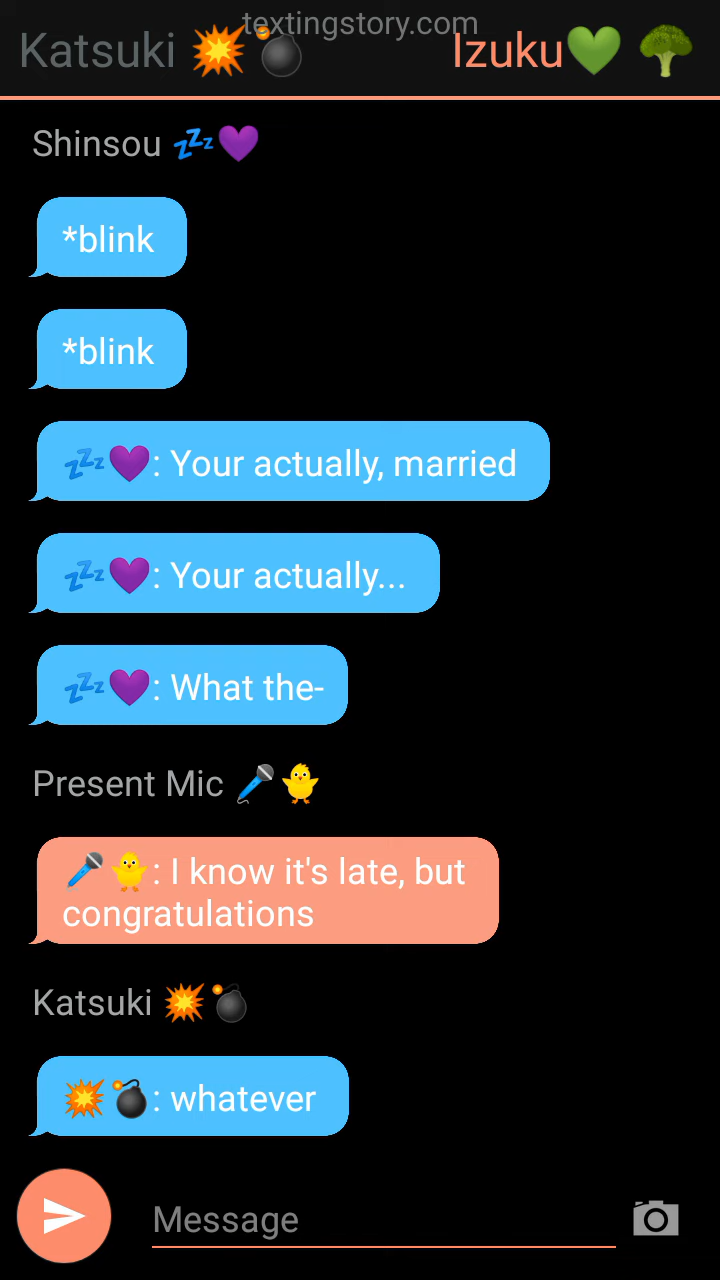 textingstory.com
Katsuki 💥💣 Izuku💚 🥦
Shinsou 💤💜
*blink
*blink
💤💜: Your actually, married
💤💜: Your actually...
💤💜: What the-
Present Mic 🎤🐥
🎤🐥: I know it's late, but
congratulations
Katsuki 💥💣
💥💣: whatever
Message